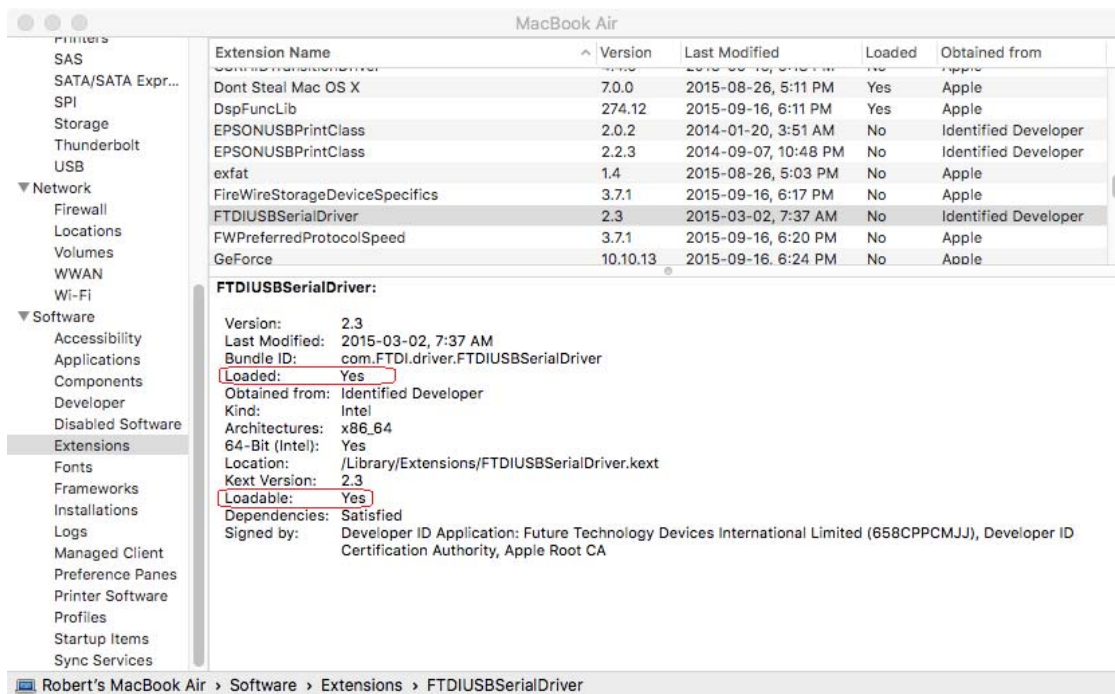 MacBook Air
Printers
SAS
SATA/SATA Expr...
SPI
Storage
Thunderbolt
USB
Network
Firewall
Locations
Volumes
WWAN
Wi-Fi
Software
Accessibility
Applications
Components
Developer
Disabled Software
Extensions
Fonts
Frameworks
Installations
Logs
Managed Client
Preference Panes
Printer Software
Profiles
Startup Items
Sync Services
Extension Name Version Last Modified Loaded Obtained from
Dont Steal Mac OS X 7.0.0 2015-08-26, 5:11 PM Yes Apple
DspFuncLib 274.12 2015-09-16, 6:11 PM Yes Apple
EPSONUSBPrintClass 2.0.2 2014-01-20, 3:51 AM No Identified Developer
EPSONUSBPrintClass 2.2.3 2014-09-07, 10:48 PM No Identified Developer
exfat 1.4 2015-08-26, 5:03 PM No Apple
FireWireStorageDeviceSpecifics 3.7.1 2015-09-16, 6:17 PM No Apple
FTDIUSBSerialDriver 2.3 2015-03-02, 7:37 AM No Identified Developer
FWPreferredProtocolSpeed 3.7.1 2015-09-16, 6:20 PM No Apple
GeForce 10.10.13 2015-09-16, 6:24 PM No Apple
FTDIUSBSerialDriver:
Version: 2.3
Last Modified: 2015-03-02, 7:37 AM
Bundle ID: com.FTDI.driver.FTDIUSBSerialDriver
Loaded: Yes
Obtained from: Identified Developer
Kind: Intel
Architectures: x86_64
64-Bit (Intel): Yes
Location: /Library/Extensions/FTDIUSBSerialDriver.kext
Kext Version: 2.3
Loadable: Yes
Dependencies: Satisfied
Signed by: Developer ID Application: Future Technology Devices International Limited (658CPPCMJJ), Developer ID
Certification Authority, Apple Root CA
Robert's MacBook Air › Software › Extensions › FTDIUSBSerialDriver